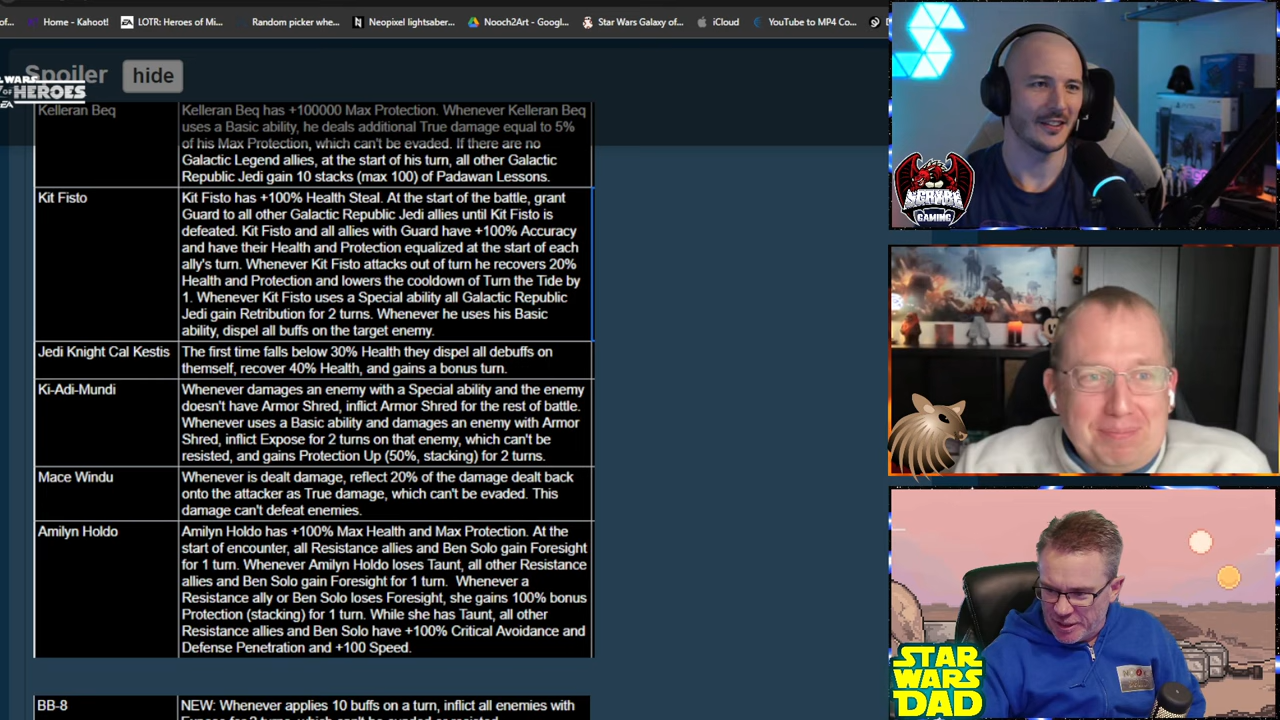 of...
Home - Kahoot!
LOTR: Heroes of Mi...
Random picker whe...
Neopixel lightsaber...
Nooch2Art - Googl...
Star Wars Galaxy of...
iCloud
YouTube to MP4 Co...
D
Spoiler
hide
WARS
OF HEROES
EA
Kelleran Beq
Kelleran Beq has +100000 Max Protection. Whenever Kelleran Beq
uses a Basic ability, he deals additional True damage equal to 5%
of his Max Protection, which can't be evaded. If there are no
Galactic Legend allies, at the start of his turn, all other Galactic
Republic Jedi gain 10 stacks (max 100) of Padawan Lessons.
Kit Fisto
Kit Fisto has +100% Health Steal. At the start of the battle, grant
Guard to all other Galactic Republic Jedi allies until Kit Fisto is
defeated. Kit Fisto and all allies with Guard have +100% Accuracy
and have their Health and Protection equalized at the start of each
ally's turn. Whenever Kit Fisto attacks out of turn he recovers 20%
Health and Protection and lowers the cooldown of Turn the Tide by
1. Whenever Kit Fisto uses a Special ability all Galactic Republic
Jedi gain Retribution for 2 turns. Whenever he uses his Basic
ability, dispel all buffs on the target enemy.
Jedi Knight Cal Kestis
The first time falls below 30% Health they dispel all debuffs on
themself, recover 40% Health, and gains a bonus turn.
Ki-Adi-Mundi
Whenever damages an enemy with a Special ability and the enemy
doesn't have Armor Shred, inflict Armor Shred for the rest of battle.
Whenever uses a Basic ability and damages an enemy with Armor
Shred, inflict Expose for 2 turns on that enemy, which can't be
resisted, and gains Protection Up (50%, stacking) for 2 turns.
Mace Windu
Whenever is dealt damage, reflect 20% of the damage dealt back
onto the attacker as True damage, which can't be evaded. This
damage can't defeat enemies.
Amilyn Holdo
Amilyn Holdo has +100% Max Health and Max Protection. At the
start of encounter, all Resistance allies and Ben Solo gain Foresight
for 1 turn. Whenever Amilyn Holdo loses Taunt, all other Resistance
allies and Ben Solo gain Foresight for 1 turn. Whenever a
Resistance ally or Ben Solo loses Foresight, she gains 100% bonus
Protection (stacking) for 1 turn. While she has Taunt, all other
Resistance allies and Ben Solo have +100% Critical Avoidance and
Defense Penetration and +100 Speed.
BB-8
NEW: Whenever applies 10 buffs on a turn, inflict all enemies with
Expose for 2 turns, which can't be evaded or resisted.
SCRYBE
GAMING
STAR
WARS
DAD